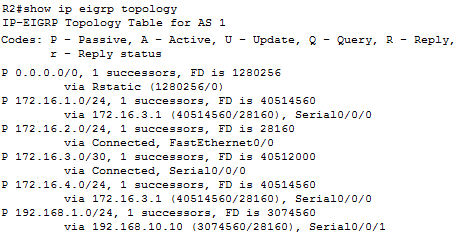 R2#show ip eigrp topology
IP-EIGRP Topology Table for AS 1
Codes: P - Passive, A - Active, U - Update, Q - Query, R - Reply,
r - Reply status
P 0.0.0.0/0, 1 successors, FD is 1280256
via Rstatic (1280256/0)
P 172.16.1.0/24, 1 successors, FD is 40514560
via 172.16.3.1 (40514560/28160), Serial0/0/0
P 172.16.2.0/24, 1 successors, FD is 28160
via Connected, FastEthernet0/0
P 172.16.3.0/30, 1 successors, FD is 40512000
via Connected, Serial0/0/0
P 172.16.4.0/24, 1 successors, FD is 40514560
via 172.16.3.1 (40514560/28160), Serial0/0/0
P 192.168.1.0/24, 1 successors, FD is 3074560
via 192.168.10.10 (3074560/28160), Serial0/0/1